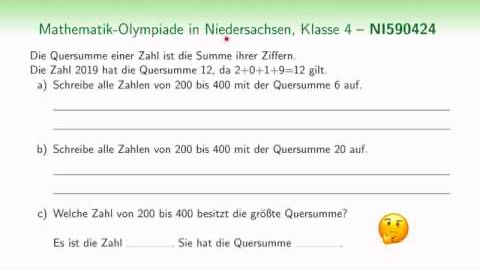 Mathematik-Olympiade in Niedersachsen, Klasse 4 – NI590424
Die Quersumme einer Zahl ist die Summe ihrer Ziffern.
Die Zahl 2019 hat die Quersumme 12, da 2+0+1+9=12 gilt.
a) Schreibe alle Zahlen von 200 bis 400 mit der Quersumme 6 auf.
b) Schreibe alle Zahlen von 200 bis 400 mit der Quersumme 20 auf.
c) Welche Zahl von 200 bis 400 besitzt die größte Quersumme?
Es ist die Zahl ________. Sie hat die Quersumme ________.